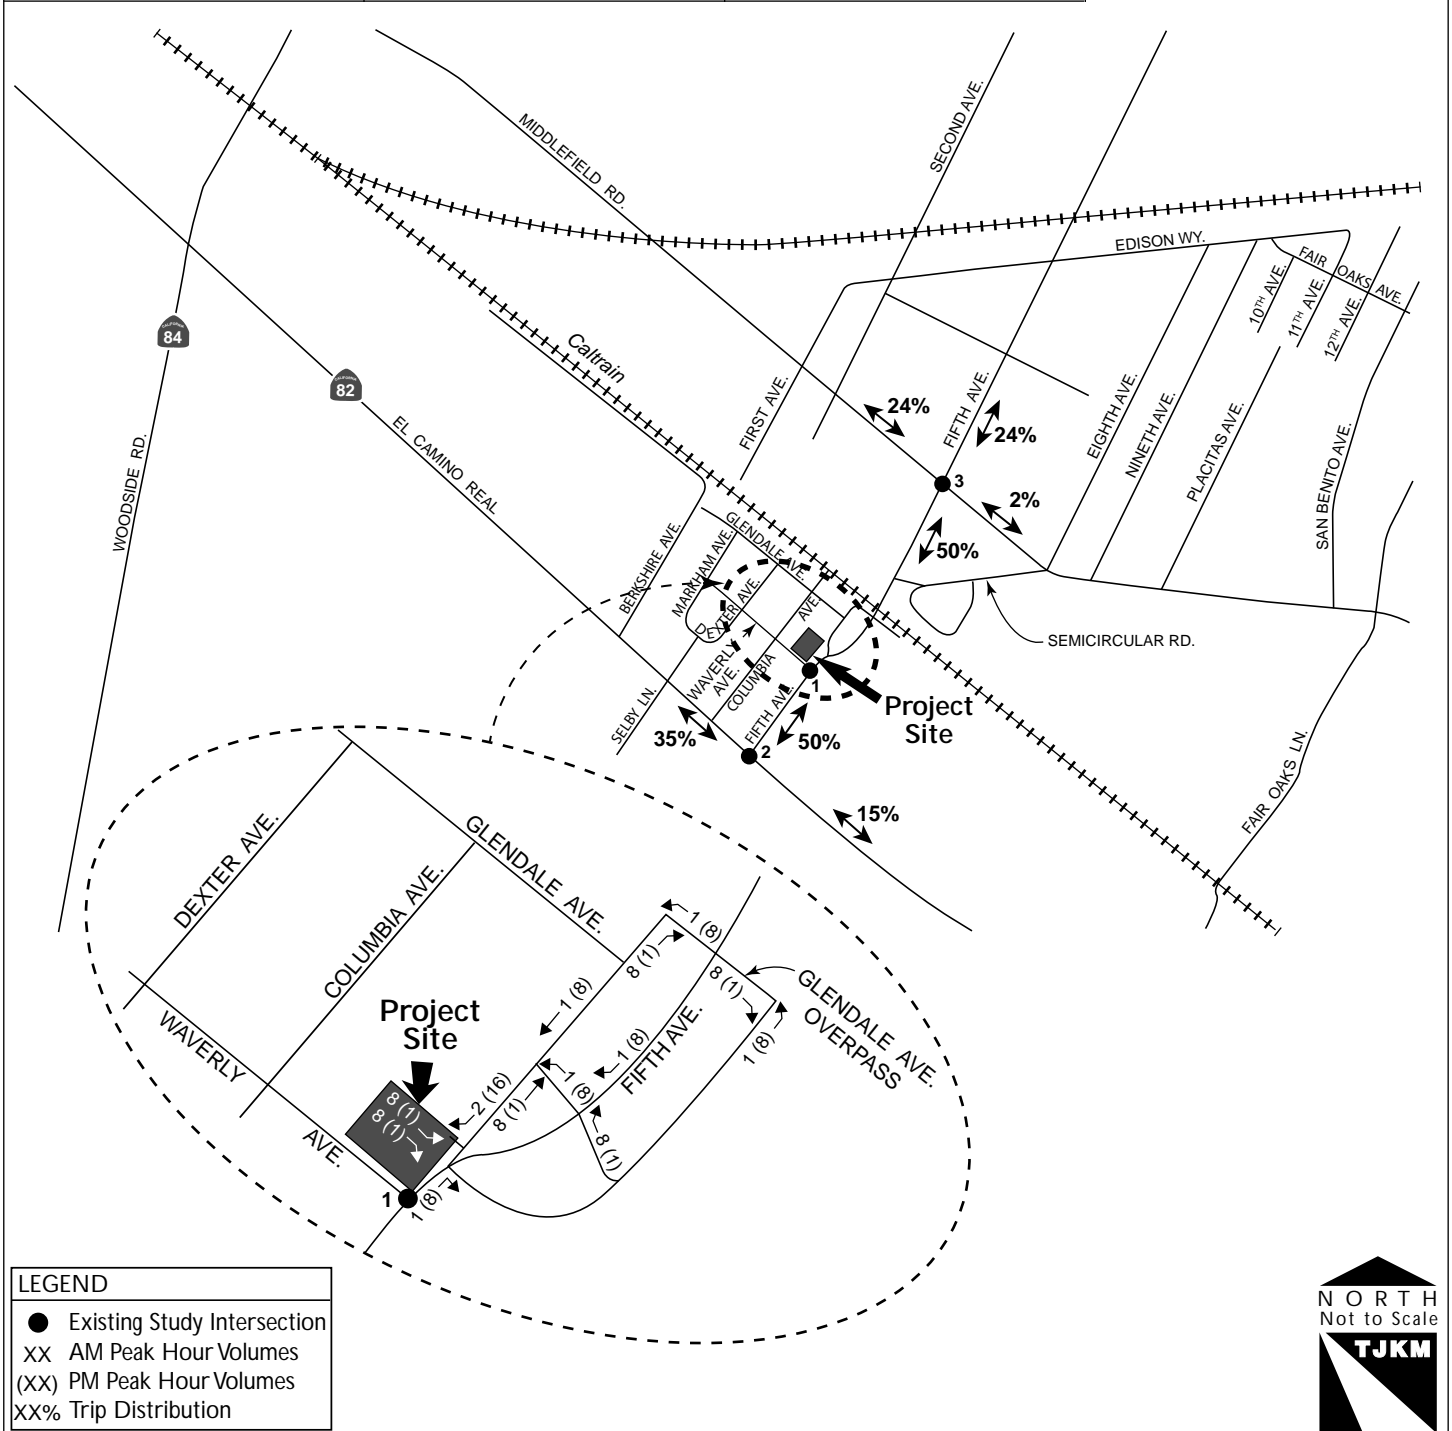 SECOND AVE.
MIDDLEFIELD RD.
EDISON WY.
FAIR OAKS AVE.
10TH AVE.
11TH AVE.
12TH AVE.
CALIFORNIA
84
Caltrain
CALIFORNIA
82
FIRST AVE.
24%
FIFTH AVE.
24%
EIGHTH AVE.
NINETH AVE.
PLACITAS AVE.
SAN BENITO AVE.
WOODSIDE RD.
EL CAMINO REAL
3
2%
50%
GLENDALE AVE.
BERKSHIRE AVE.
MARKHAM AVE.
DEXTER AVE.
WAVERLY
AVE.
COLUMBIA
AVE.
SEMICIRCULAR RD.
1
Project
Site
SELBY LN.
FIFTH AVE.
35%
50%
2
15%
FAIR OAKS LN.
DEXTER AVE.
GLENDALE AVE.
COLUMBIA AVE.
1 (8)
8 (1)
8 (1)
GLENDALE AVE.
OVERPASS
1 (8)
1 (8)
1 (8)
FIFTH AVE.
WAVERLY
AVE.
Project
Site
2 (16)
8 (1)
1 (8)
8 (1)
8 (1)
8 (1)
1
1 (8)
LEGEND
Existing Study Intersection
XX AM Peak Hour Volumes
(XX) PM Peak Hour Volumes
XX% Trip Distribution
NORTH
Not to Scale
TJKM